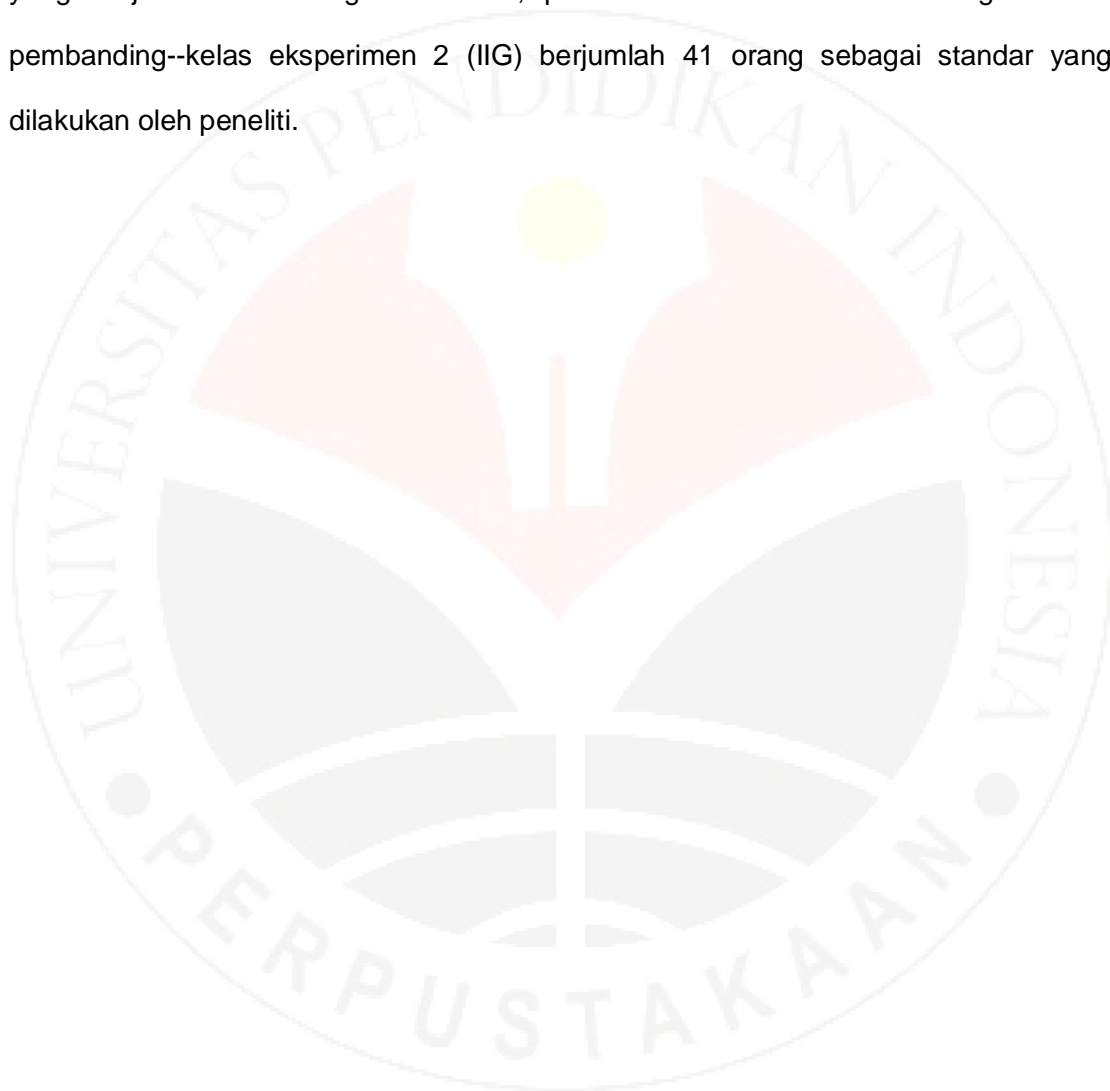 pembanding--kelas eksperimen 2 (IIG) berjumlah 41 orang sebagai standar yang
dilakukan oleh peneliti.
UNIVERSITAS PENDIDIKAN INDONESIA
PERPUSTAKAAN